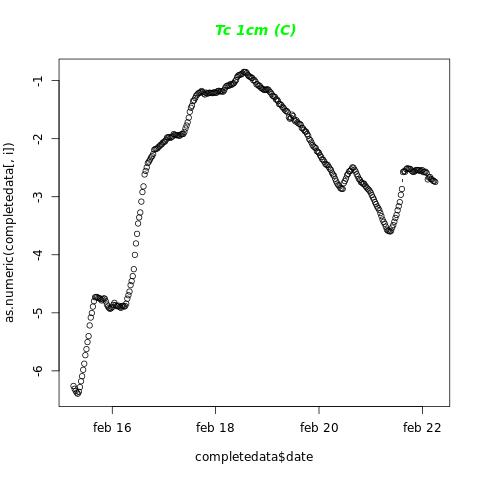 Tc 1cm (C)
as.numeric(completedata[, i])
-1
-2
-3
-4
-5
-6
feb 16
feb 18
feb 20
feb 22
completedata$date